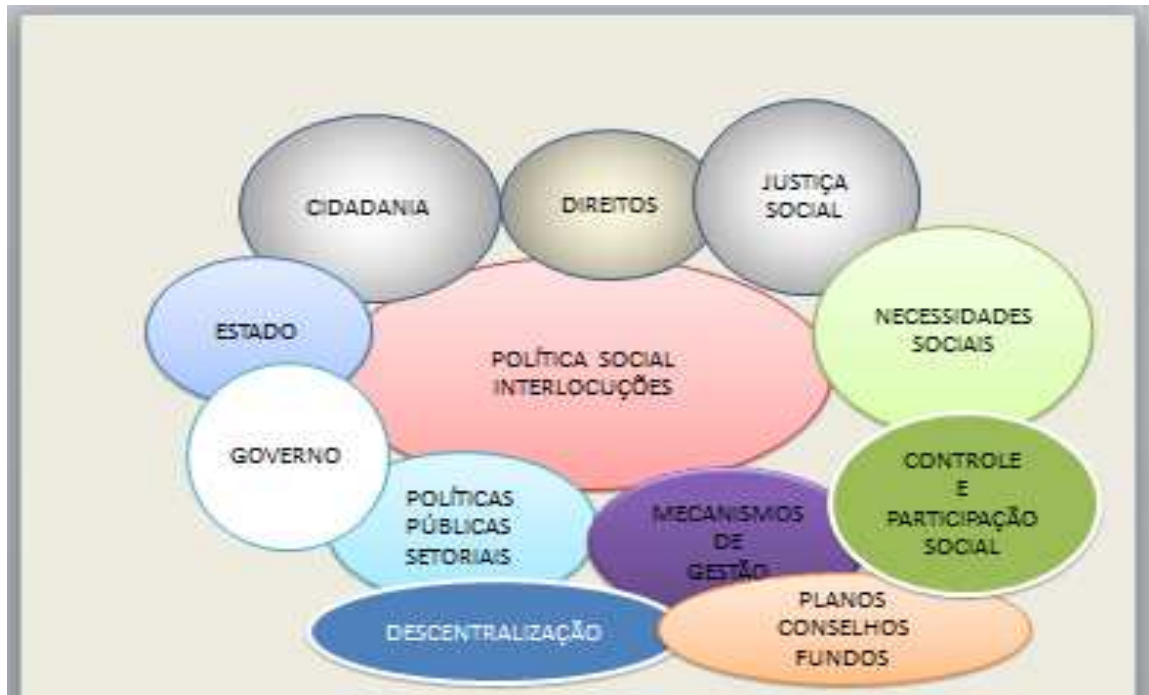 CIDADANIA
DIREITOS
JUSTIÇA
SOCIAL
ESTADO
POLÍTICA SOCIAL
INTERLOCUÇÕES
NECESSIDADES
SOCIAIS
GOVERNO
POLÍTICAS
PÚBLICAS
SETORIAIS
MECANISMOS
DE
GESTÃO
CONTROLE
E
PARTICIPAÇÃO
SOCIAL
DESCENTRALIZAÇÃO
PLANOS
CONSELHOS
FUNDOS